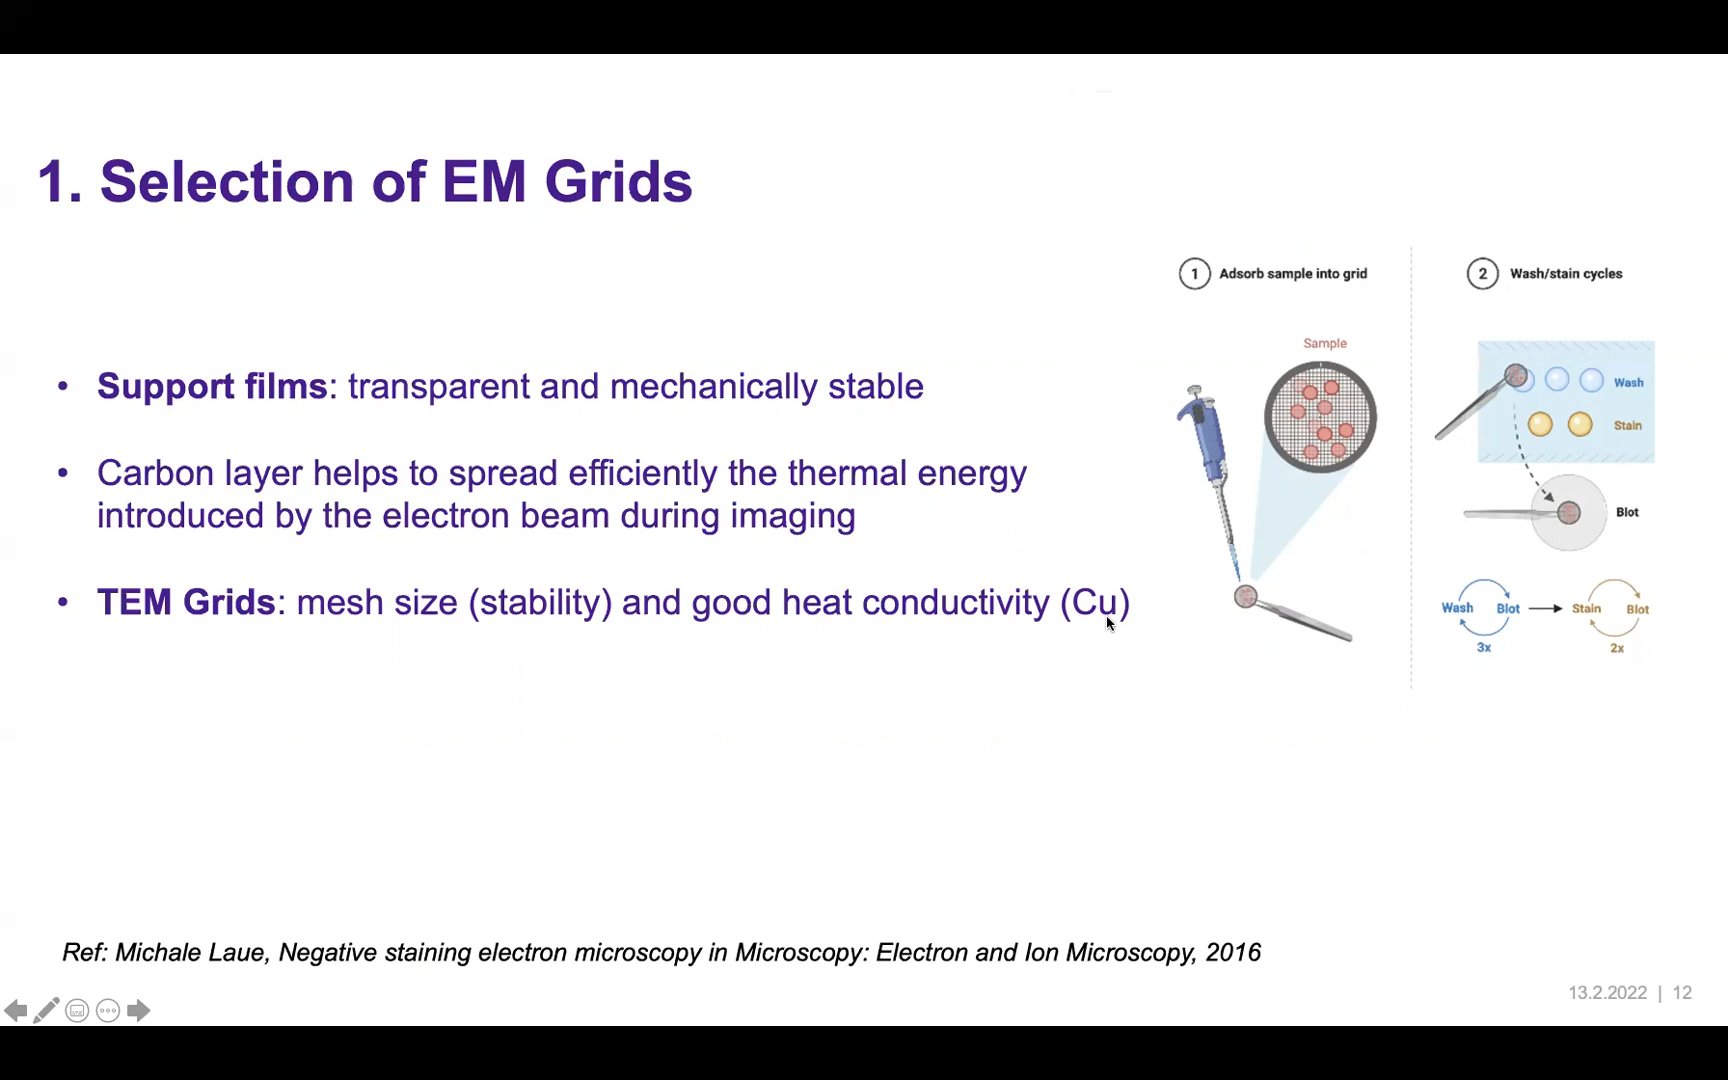 1. Selection of EM Grids
• Support films: transparent and mechanically stable
• Carbon layer helps to spread efficiently the thermal energy
introduced by the electron beam during imaging
• TEM Grids: mesh size (stability) and good heat conductivity (Cu)
1 Adsorb sample into grid
Sample
2 Wash/stain cycles
Wash
Stain
Blot
Wash Blot Stain Blot
3x 2x
Ref: Michale Laue, Negative staining electron microscopy in Microscopy: Electron and Ion Microscopy, 2016
13.2.2022 | 12